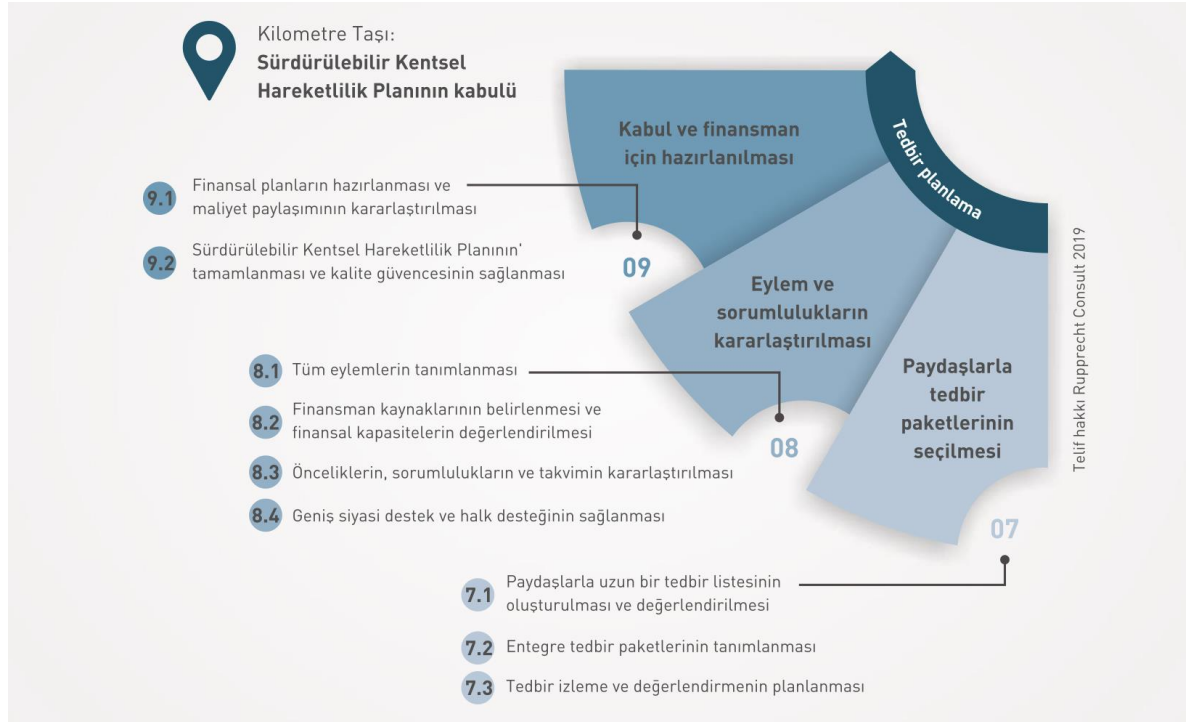 Kilometre Taşı:
Sürdürülebilir Kentsel
Hareketlilik Planının kabulü
Tedbir planlama
Kabul ve finansman
için hazırlanılması
09
9.1
Finansal planların hazırlanması ve
maliyet paylaşımının kararlaştırılması
9.2
Sürdürülebilir Kentsel Hareketlilik Planının'
tamamlanması ve kalite güvencesinin sağlanması
Eylem ve
sorumlulukların
kararlaştırılması
08
8.1
Tüm eylemlerin tanımlanması
8.2
Finansman kaynaklarının belirlenmesi ve
finansal kapasitelerin değerlendirilmesi
8.3
Önceliklerin, sorumlulukların ve takvimin kararlaştırılması
8.4
Geniş siyasi destek ve halk desteğinin sağlanması
Paydaşlarla
tedbir
paketlerinin
seçilmesi
07
7.1
Paydaşlarla uzun bir tedbir listesinin
oluşturulması ve değerlendirilmesi
7.2
Entegre tedbir paketlerinin tanımlanması
7.3
Tedbir izleme ve değerlendirmenin planlanması
Telif hakkı Rupprecht Consult 2019